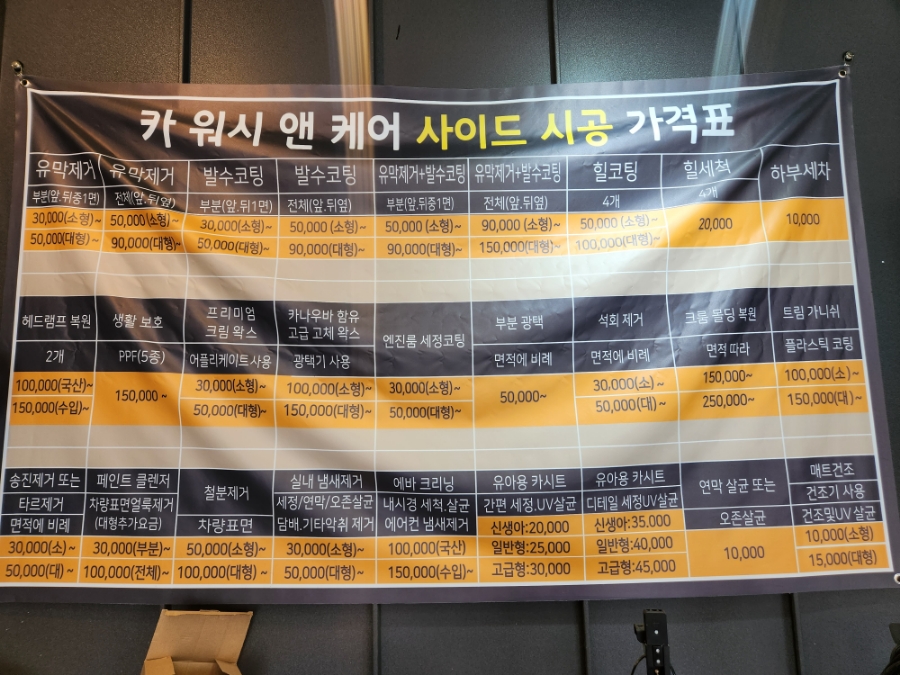 카 워시 앤 케어 사이드 시공 가격표
유막제거 유막제거 발수코팅 발수코팅 유막제거+발수코팅 유막제거+발수코팅 힐코팅 힐세척 하부세차
부분(앞.뒤중1면) 전체(앞.뒤옆) 부분(앞.뒤1면) 전체(앞.뒤옆) 부분(앞.뒤중1면) 전체(앞.뒤옆) 4개 4개
30,000(소형)~ 50,000(소형)~ 30,000(소형)~ 50,000 (소형)~ 50,000 (소형)~ 90,000 (소형)~ 50,000 (소형)~ 20,000 10,000
50,000(대형)~ 90,000(대형)~ 50,000(대형)~ 90,000(대형)~ 90,000(대형)~ 150,000(대형)~ 100,000(대형)~
헤드램프 복원 생활 보호 프리미엄 크림 왁스 카나우바 함유 고급 고체 왁스 엔진룸 세정코팅 부분 광택 석회 제거 크롬 몰딩 복원 트림 가니쉬
2개 PPF(5종) 어플리케이트 사용 광택기 사용 면적에 비례 면적에 비례 면적 따라 플라스틱 코팅
100,000(국산)~ 150,000 ~ 30,000(소형)~ 100,000(소형)~ 30,000(소형)~ 50,000~ 30,000(소)~ 150,000~ 100,000(소)~
150,000(수입)~ 50,000(대형)~ 150,000(대형)~ 50,000(대형)~ 50,000(대)~ 250,000~ 150,000(대)~
송진제거 또는 페인트 클렌저 철분제거 실내 냄새제거 에바 크리닝 유아용 카시트 유아용 카시트 연막 살균 또는 매트건조
타르제거 차량표면얼룩제거 세정/연막/오존살균 내시경 세척.살균 간편 세정.UV살균 디테일 세정UV살균 건조기 사용
면적에 비례 (대형추가요금) 차량표면 담배.기타악취 제거 에어컨 냄새제거 신생아:20,000 신생아:35,000 오존살균 건조및UV살균
30,000(소)~ 30,000(부분)~ 50,000(소형)~ 30,000(소형)~ 100,000(국산) 일반형:25,000 일반형:40,000 10,000 10,000(소형)
50,000(대)~ 100,000(전체)~ 100,000(대형)~ 50,000(대형)~ 150,000(수입)~ 고급형:30,000 고급형:45,000 15,000(대형)